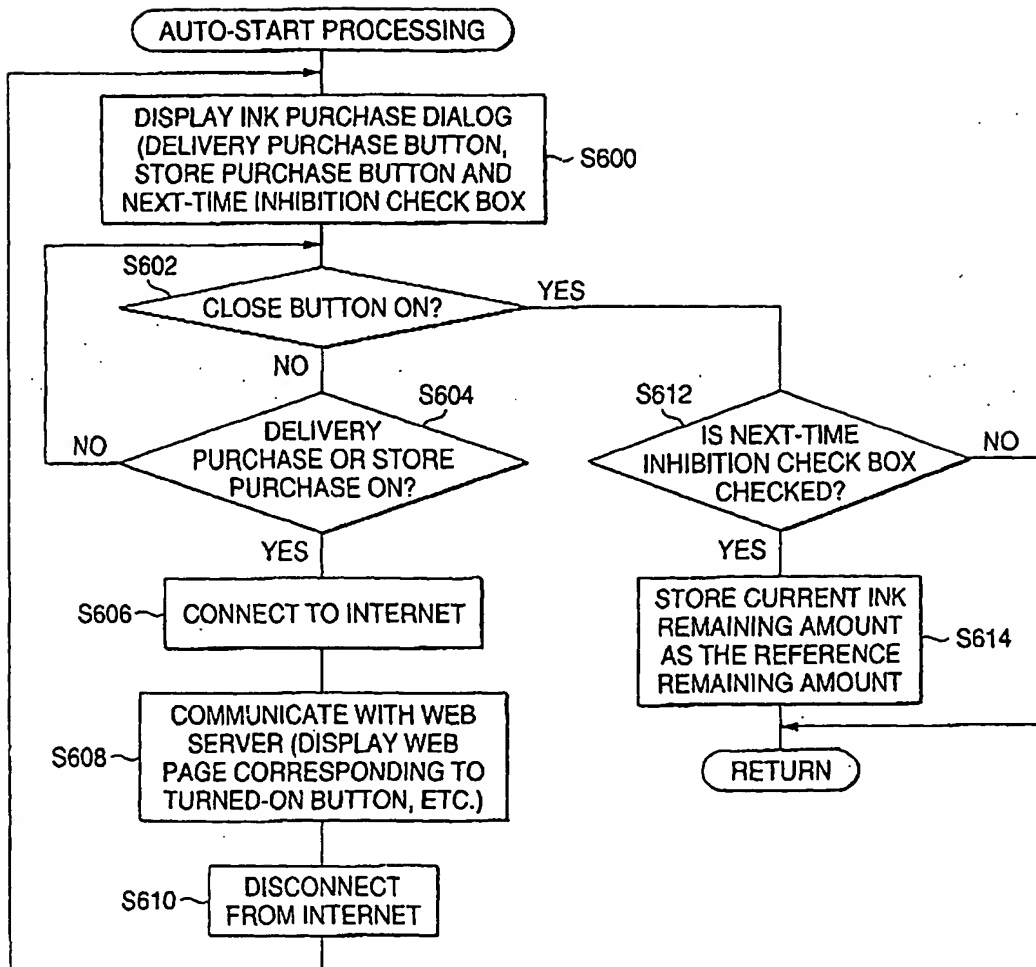 AUTO-START PROCESSING
DISPLAY INK PURCHASE DIALOG
(DELIVERY PURCHASE BUTTON,
STORE PURCHASE BUTTON AND
NEXT-TIME INHIBITION CHECK BOX
S600
S602
CLOSE BUTTON ON?
YES
NO
S604
DELIVERY
PURCHASE OR STORE
PURCHASE ON?
NO
YES
S606
CONNECT TO INTERNET
S608
COMMUNICATE WITH WEB
SERVER (DISPLAY WEB
PAGE CORRESPONDING TO
TURNED-ON BUTTON, ETC.)
S610
DISCONNECT
FROM INTERNET
S612
IS NEXT-TIME
INHIBITION CHECK BOX
CHECKED?
NO
YES
STORE CURRENT INK
REMAINING AMOUNT
AS THE REFERENCE
REMAINING AMOUNT
S614
RETURN